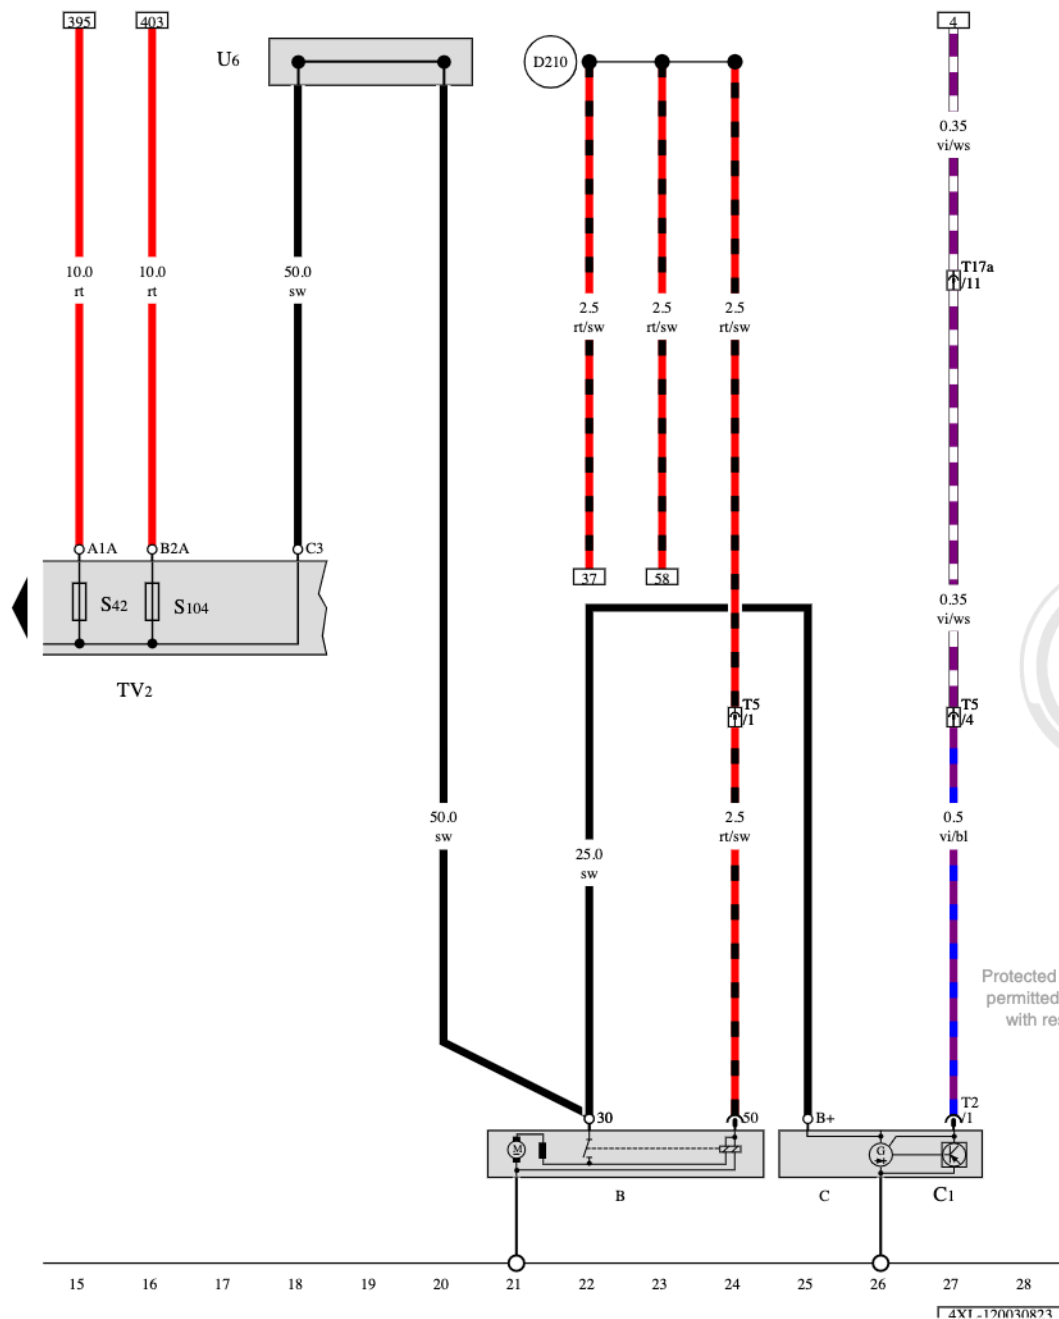 395
403
4
U6
D210
0.35
vi/ws
T17a
/11
10.0
rt
10.0
rt
50.0
sw
2.5
rt/sw
2.5
rt/sw
2.5
rt/sw
A1A
B2A
C3
37
58
S42
S104
0.35
vi/ws
TV2
T5
/1
T5
/4
50.0
sw
25.0
sw
2.5
rt/sw
0.5
vi/bl
Protected
permitted
with res
30
50
B+
T2
/1
M
G
B
C
C1
15 16 17 18 19 20 21 22 23 24 25 26 27 28
4XL-120030823